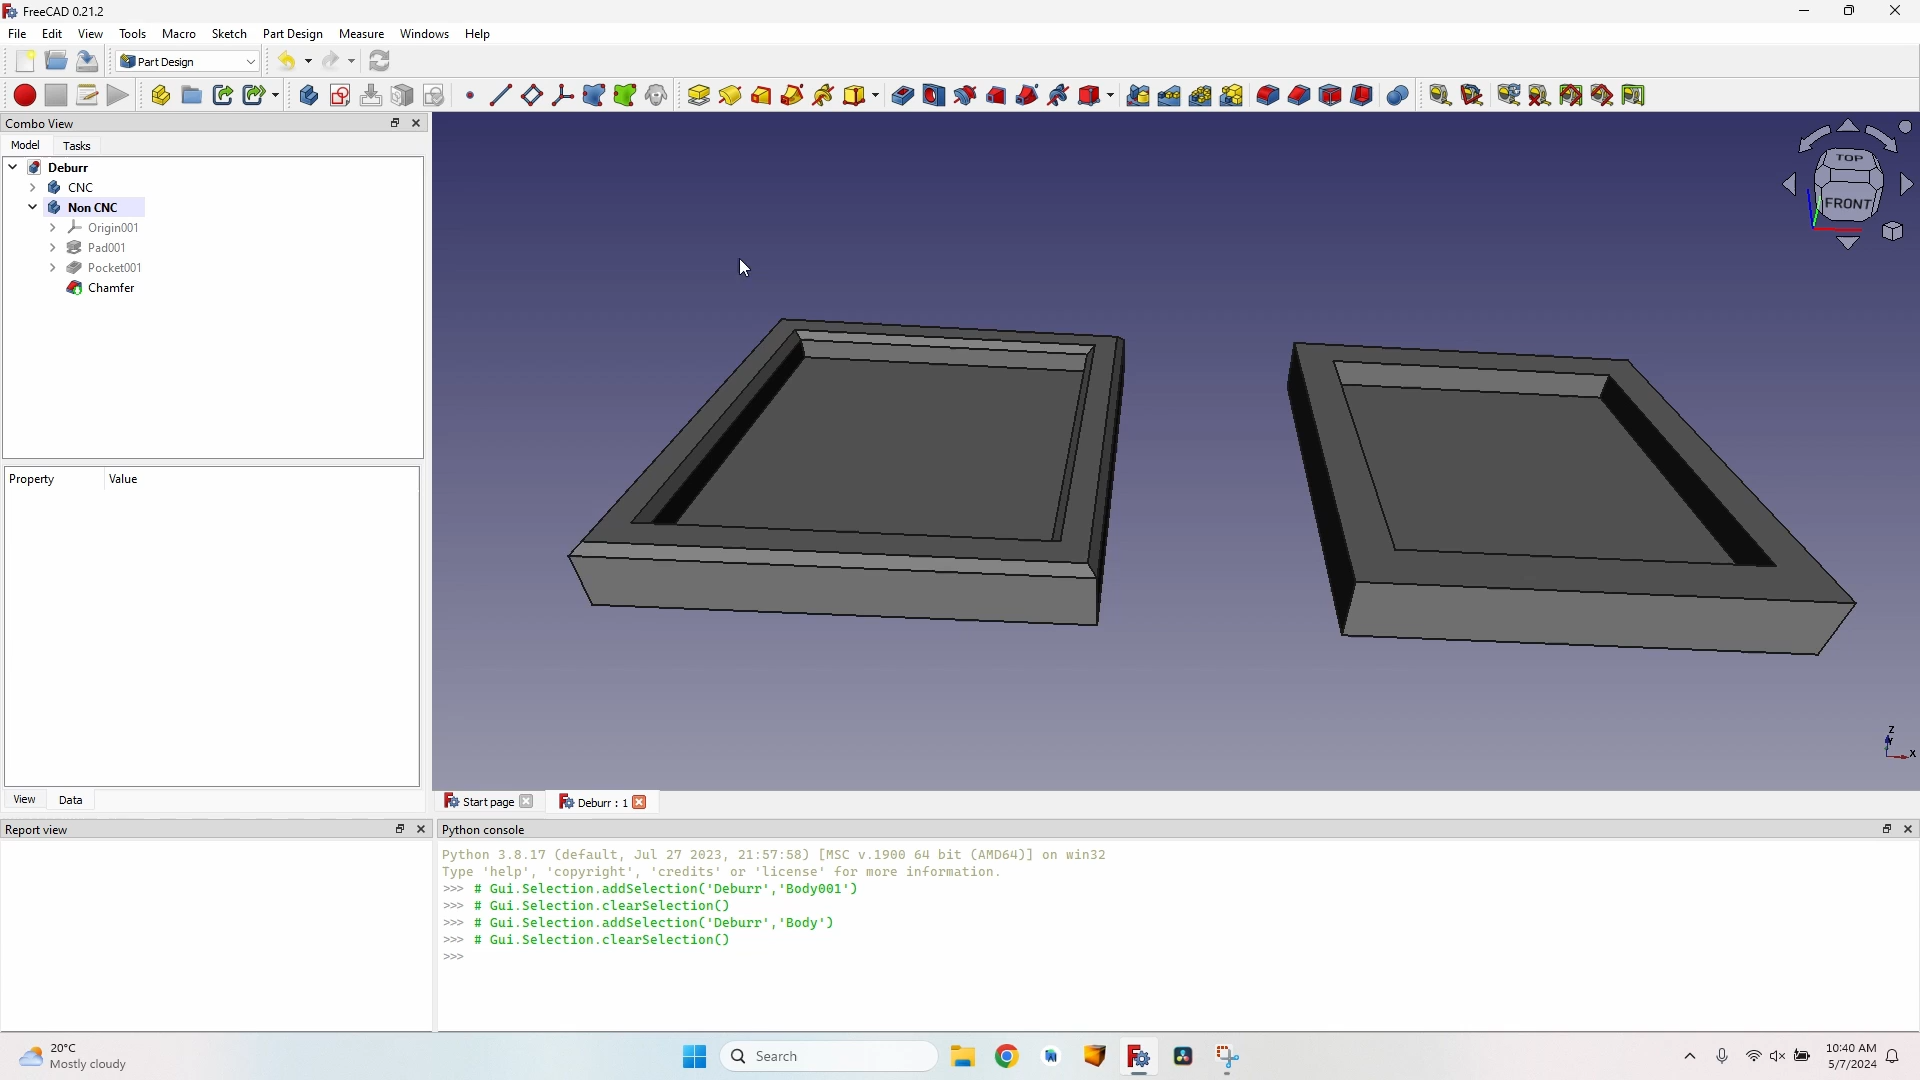 FreeCAD 0.21.2
File Edit View Tools Macro Sketch Part Design Measure Windows Help
Part Design
Combo View
Model Tasks
Deburr
CNC
Non CNC
Origin001
Pad001
Pocket001
Chamfer
Property Value
View Data
TOP
FRONT
Z
Y
X
Start page Deburr : 1
Report view
Python console
Python 3.8.17 (default, Jul 27 2023, 21:57:58) [MSC v.1900 64 bit (AMD64)] on win32
Type 'help', 'copyright', 'credits' or 'license' for more information.
>>> # Gui.Selection.addSelection('Deburr','Body001')
>>> # Gui.Selection.clearSelection()
>>> # Gui.Selection.addSelection('Deburr','Body')
>>> # Gui.Selection.clearSelection()
>>>
20°C
Mostly cloudy
Search
10:40 AM
5/7/2024